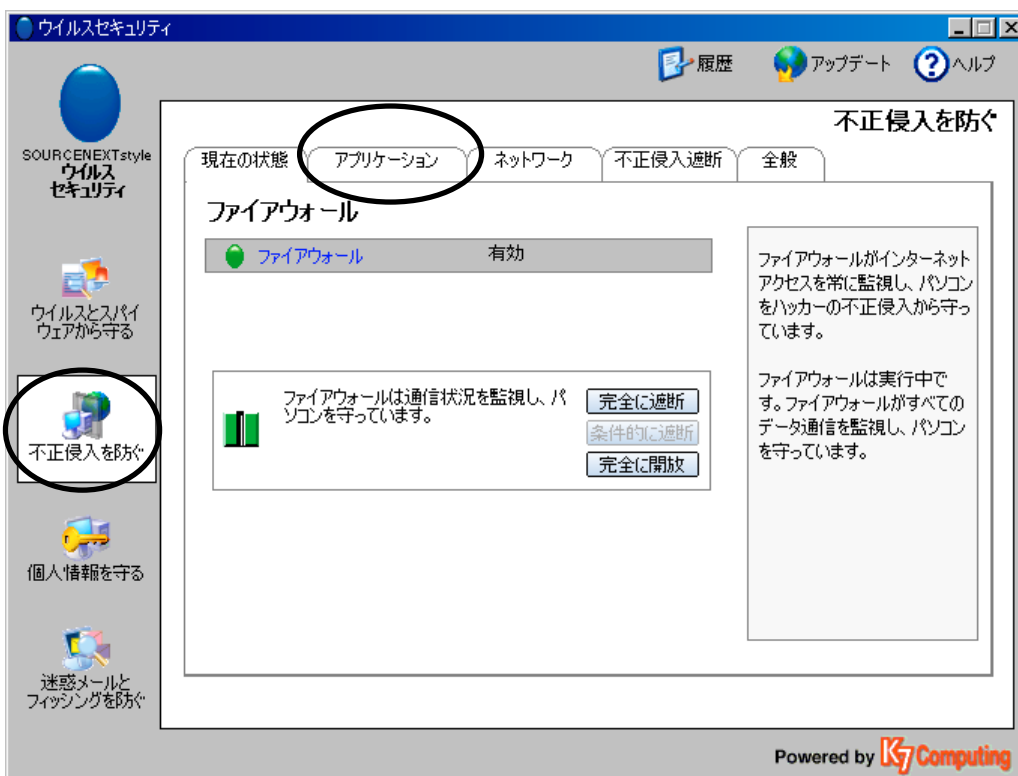 ウイルスセキュリティ
履歴
アップデート
ヘルプ
SOURCENEXTstyle
ウイルス
セキュリティ
ウイルスとスパイ
ウェアから守る
不正侵入を防ぐ
個人情報を守る
迷惑メールと
フィッシングを防ぐ
不正侵入を防ぐ
現在の状態
アプリケーション
ネットワーク
不正侵入遮断
全般
ファイアウォール
ファイアウォール 有効
ファイアウォールは通信状況を監視し、パ
ソコンを守っています。
完全に遮断
条件的に遮断
完全に開放
ファイアウォールがインターネット
アクセスを常に監視し、パソコン
をハッカーの不正侵入から守っ
ています。
ファイアウォールは実行中で
す。ファイアウォールがすべての
データ通信を監視し、パソコン
を守っています。
Powered by K7 Computing